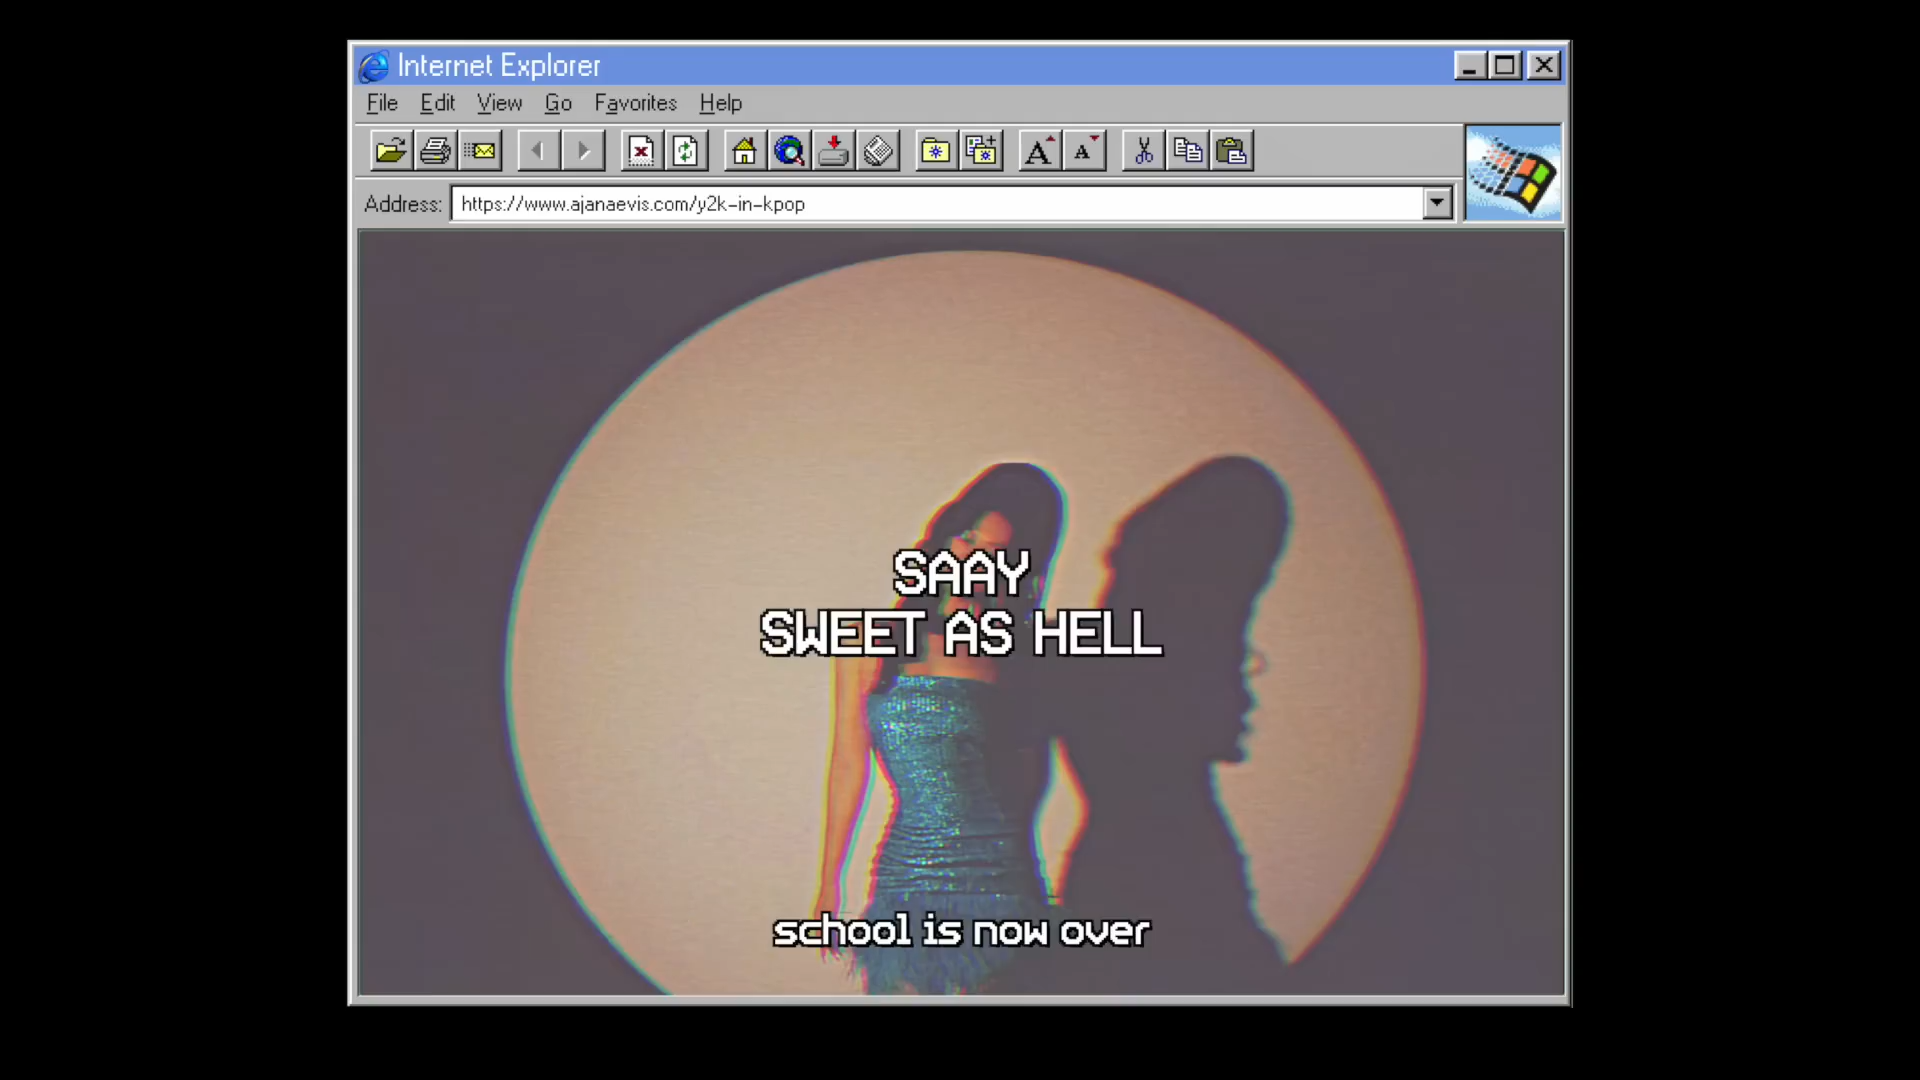 Internet Explorer
File Edit View Go Favorites Help
A A
Address: https://www.ajanaevis.com/y2k-in-kpop
SAAY
SWEET AS HELL
school is now over